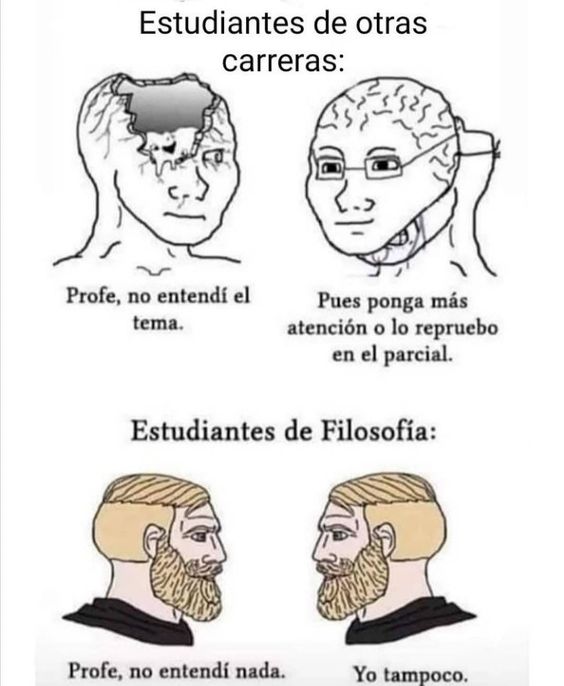 Estudiantes de otras
carreras:
Profe, no entendí el
tema.
Pues ponga más
atención o lo repruebo
en el parcial.
Estudiantes de Filosofía:
Profe, no entendí nada.
Yo tampoco.